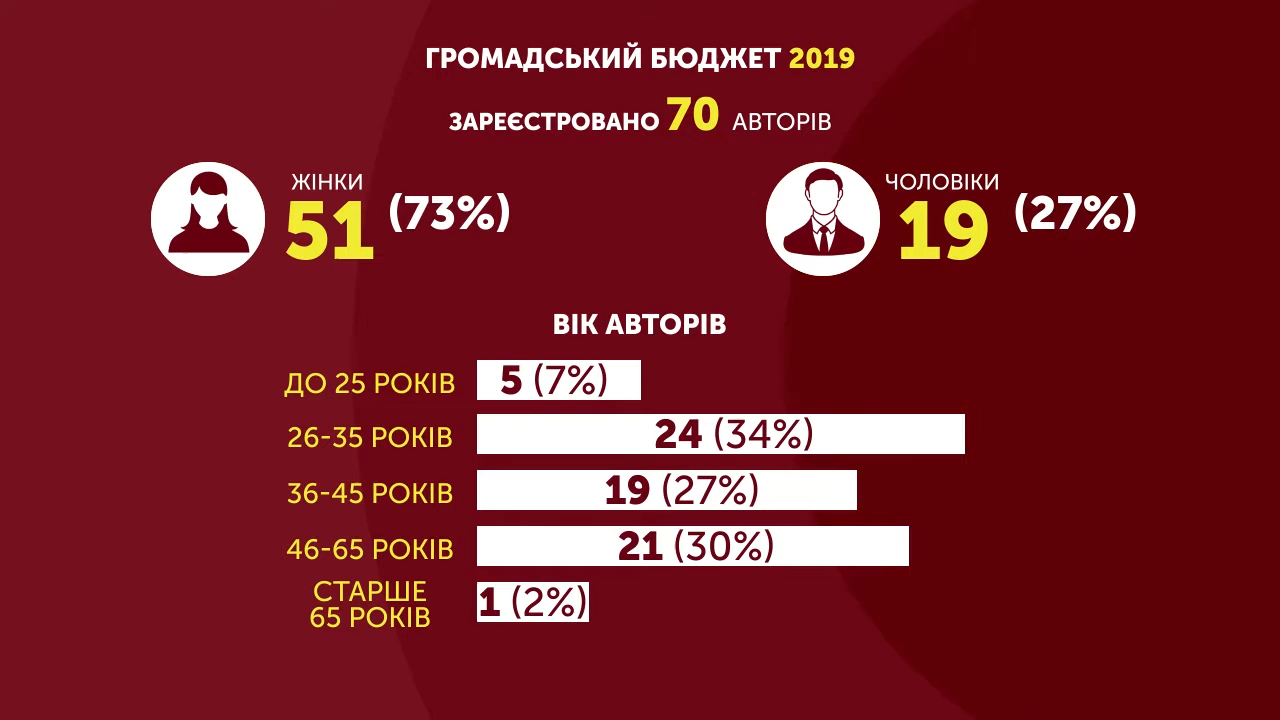 ГРОМАДСЬКИЙ БЮДЖЕТ 2019
ЗАРЕЄСТРОВАНО 70 АВТОРІВ
ЖІНКИ
51 (73%)
ЧОЛОВІКИ
19 (27%)
ВІК АВТОРІВ
ДО 25 РОКІВ 5 (7%)
26-35 РОКІВ 24 (34%)
36-45 РОКІВ 19 (27%)
46-65 РОКІВ 21 (30%)
СТАРШЕ
65 РОКІВ 1 (2%)